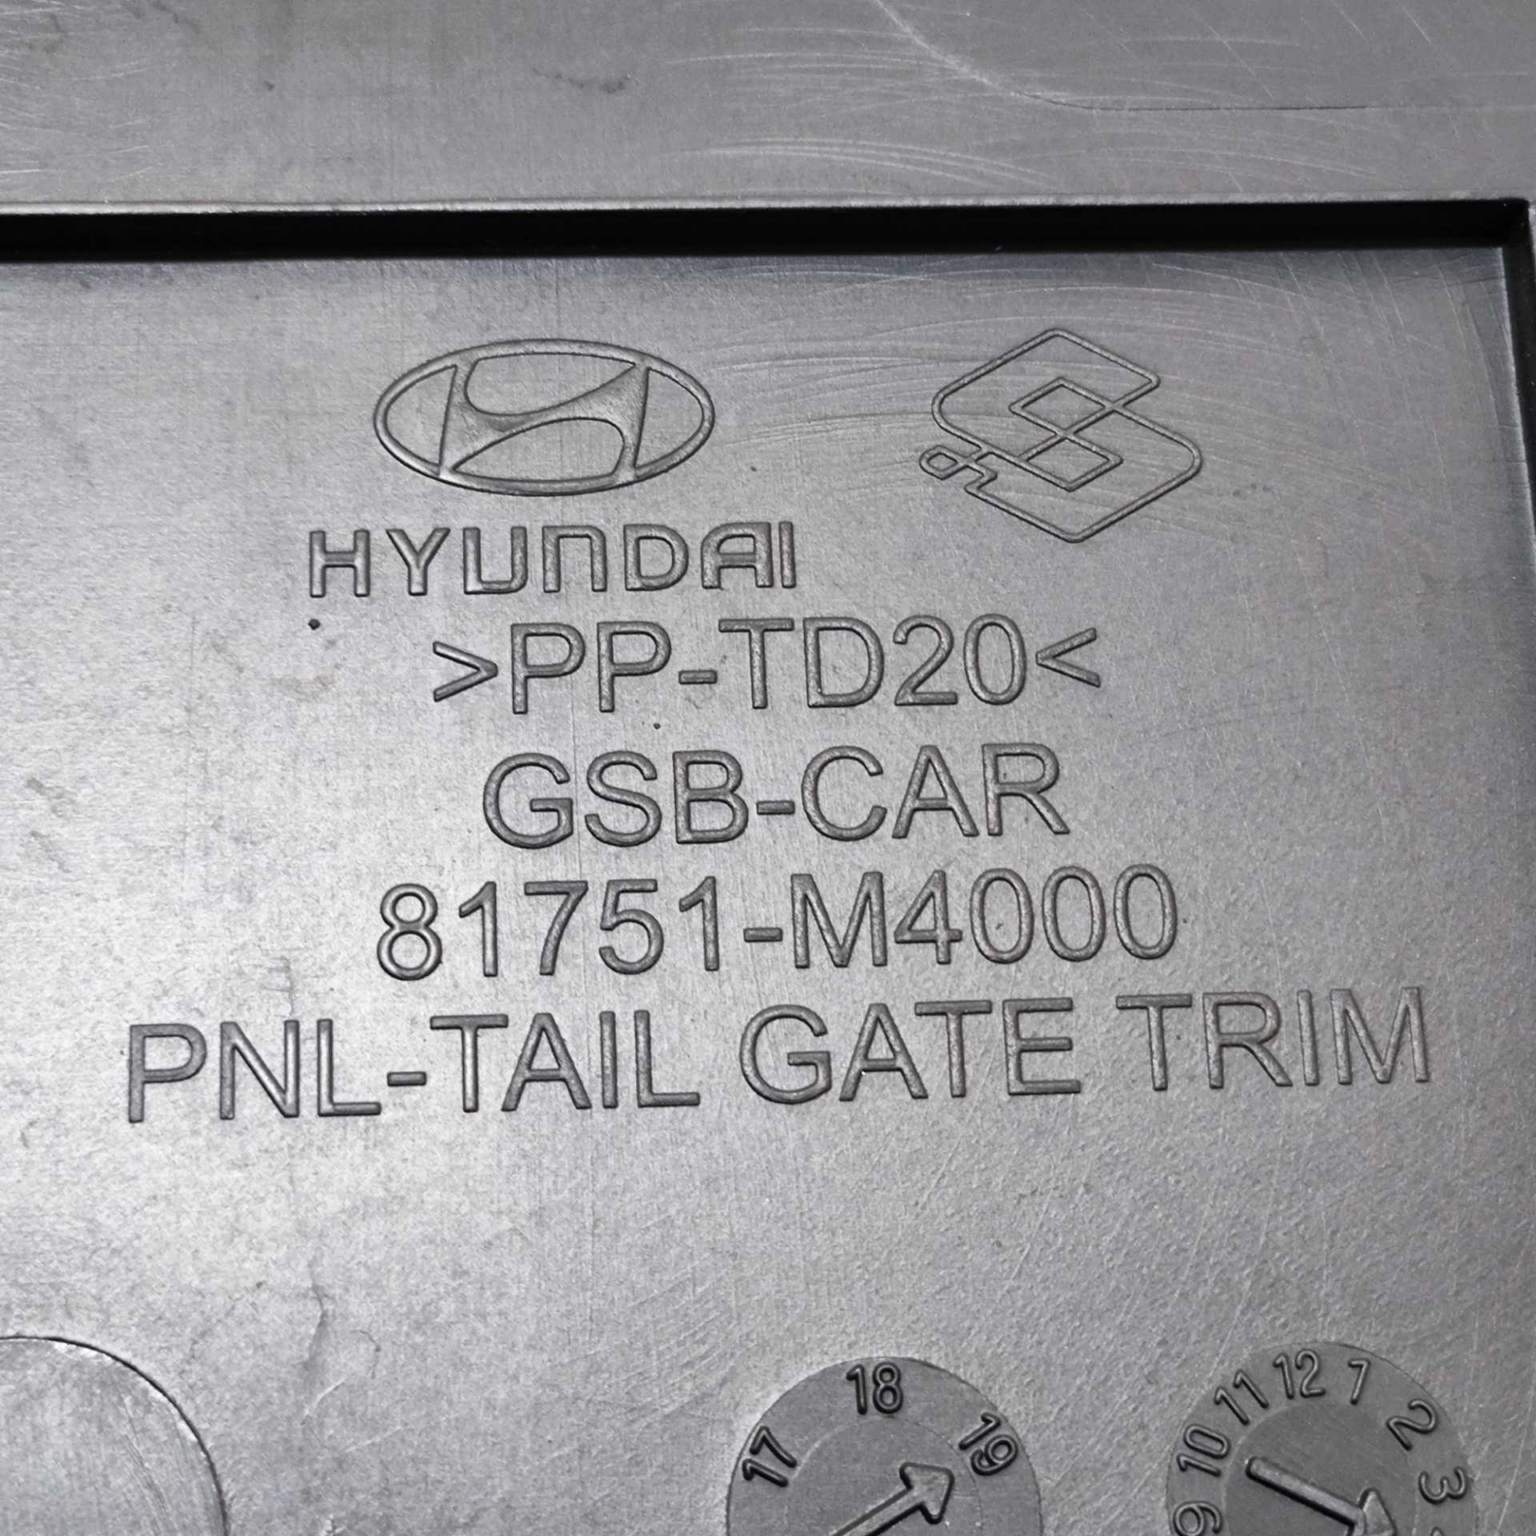 HYUNDAI
>PP-TD20<
GSB-CAR
81751-M4000
PNL-TAIL GATE TRIM
17 18 19
9 10 11 12 7 2 3